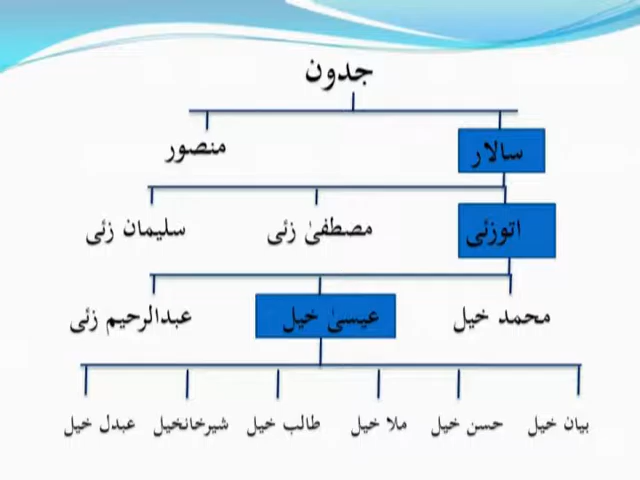 جدون
سالار منصور
اتوزئی مصطفیٰ زئی سلیمان زئی
محمد خیل عیسیٰ خیل عبدالرحیم زئی
بیان خیل حسن خیل ملا خیل طالب خیل شیرخانخیل عبدل خیل